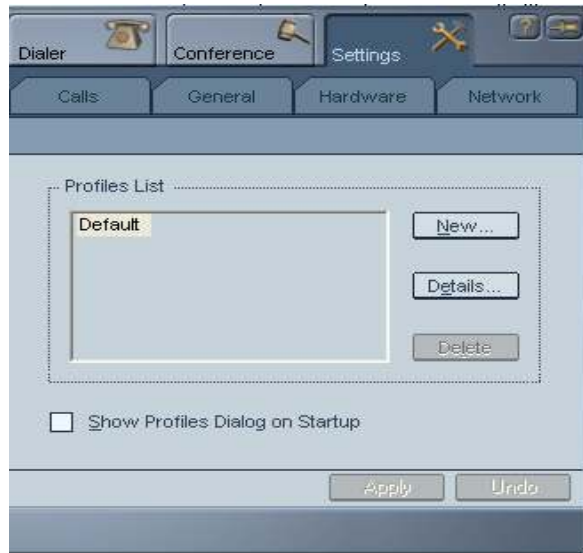 Dialer Conference Settings ?
Calls General Hardware Network
Profiles List
Default
New...
Details...
Delete
Show Profiles Dialog on Startup
Apply Undo